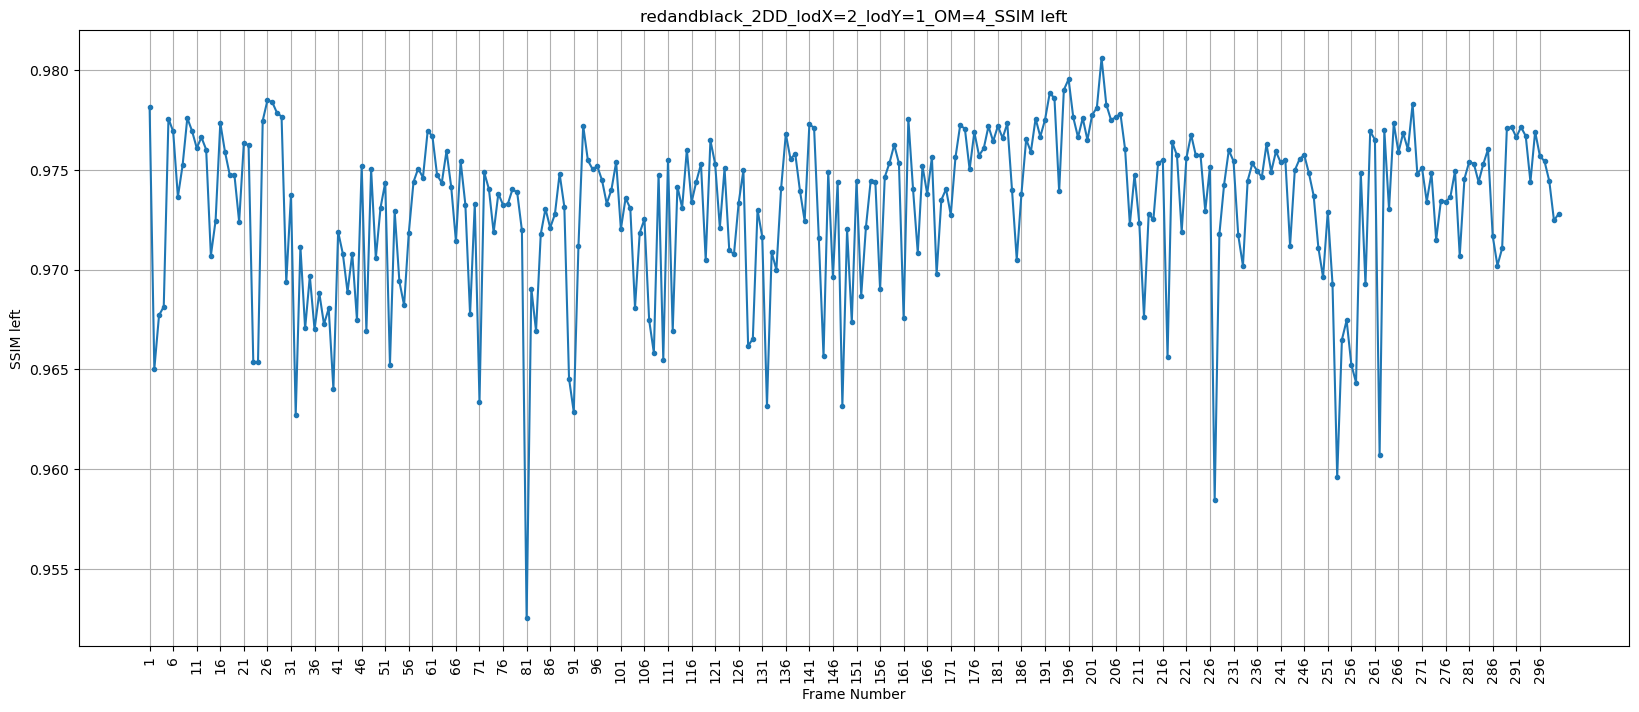 redandblack_2DD_lodX=2_lodY=1_OM=4_SSIM left
0.980
0.975
0.970
0.965
0.960
0.955
SSIM left
1 6 11 16 21 26 31 36 41 46 51 56 61 66 71 76 81 86 91 96 101 106 111 116 121 126 131 136 141 146 151 156 161 166 171 176 181 186 191 196 201 206 211 216 221 226 231 236 241 246 251 256 261 266 271 276 281 286 291 296
Frame Number